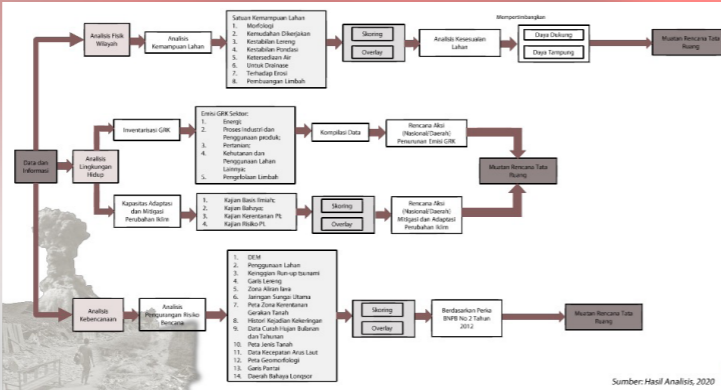 Data dan
Informasi
Analisis Fisik
Wilayah
Analisis
Kemampuan Lahan
Satuan Kemampuan Lahan
1. Morfologi
2. Kemudahan Dikerjakan
3. Kestabilan Lereng
4. Kestabilan Pondasi
5. Ketersediaan Air
6. Untuk Drainase
7. Terhadap Erosi
8. Pembuangan Limbah
Skoring
Overlay
Analisis Kesesuaian
Lahan
Mempertimbangkan
Daya Dukung
Daya Tampung
Muatan Rencana Tata
Ruang
Analisis
Lingkungan
Hidup
Inventarisasi GRK
Emisi GRK Sektor:
1. Energi;
2. Proses Industri dan
Penggunaan produk;
3. Pertanian;
4. Kehutanan dan
Penggunaan Lahan
Lainnya;
5. Pengelolaan Limbah
Kompilasi Data
Rencana Aksi
(Nasional/Daerah)
Penurunan Emisi GRK
Muatan Rencana Tata
Ruang
Kapasitas Adaptasi
dan Mitigasi
Perubahan Iklim
1. Kajian Basis Ilmiah;
2. Kajian Bahaya;
3. Kajian Kerentanan PI;
4. Kajian Risiko PI.
Skoring
Overlay
Rencana Aksi
(Nasional/Daerah)
Mitigasi dan Adaptasi
Perubahan Iklim
Analisis
Kebencanaan
Analisis
Pengurangan Risiko
Bencana
1. DEM
2. Penggunaan Lahan
3. Keinggian Run-up tsunami
4. Garis Lereng
5. Zona Aliran lava
6. Jaringan Sungai Utama
7. Peta Zona Kerentanan
Gerakan Tanah
8. Histori Kejadian Kekeringan
9. Data Curah Hujan Bulanan
dan Tahunan
10. Peta Jenis Tanah
11. Data Kecepatan Arus Laut
12. Peta Geomorfologi
13. Garis Pantai
14. Daerah Bahaya Longsor
Skoring
Overlay
Berdasarkan Perka
BNPB No 2 Tahun
2012
Muatan Rencana Tata
Ruang
Sumber: Hasil Analisis, 2020